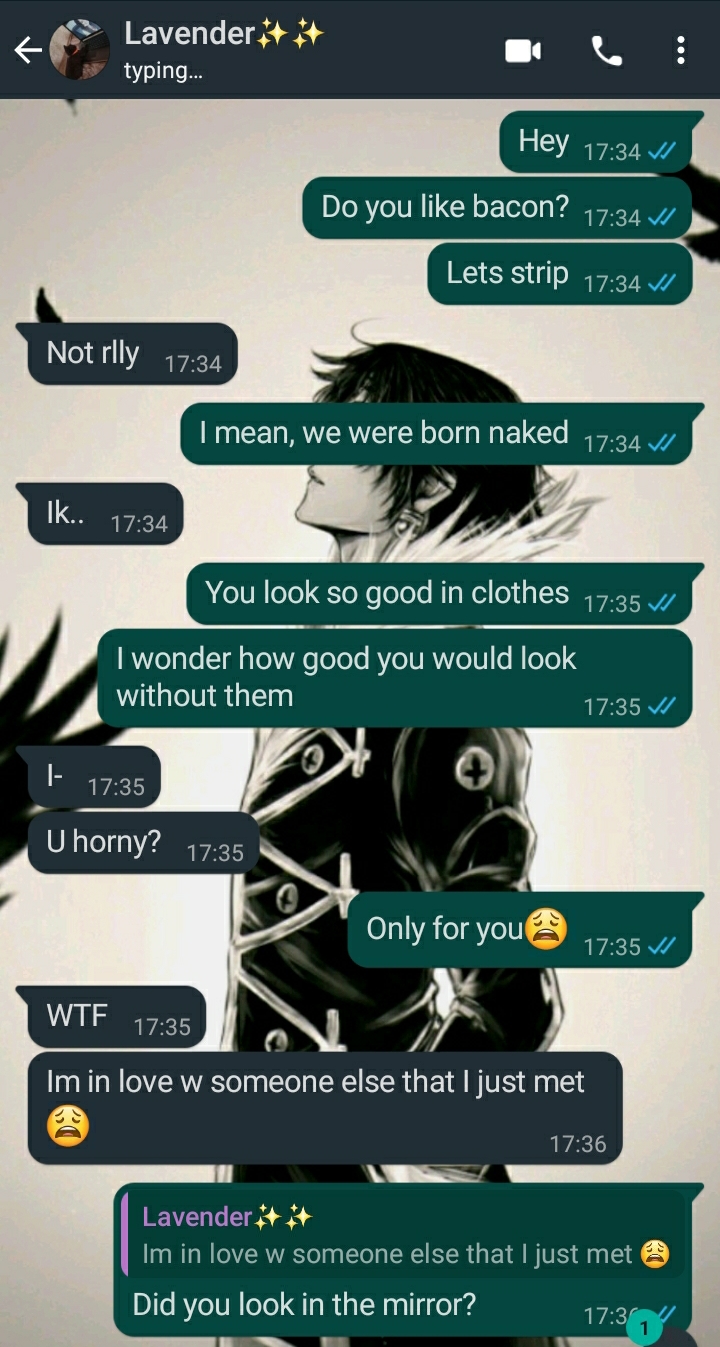 Lavender✨✨
typing...
Hey 17:34
Do you like bacon? 17:34
Lets strip 17:34
Not rlly 17:34
I mean, we were born naked 17:34
Ik.. 17:34
You look so good in clothes 17:35
I wonder how good you would look
without them 17:35
I- 17:35
U horny? 17:35
Only for you😩 17:35
WTF 17:35
Im in love w someone else that I just met
😩 17:36
Lavender✨✨
Im in love w someone else that I just met 😩
Did you look in the mirror?
1